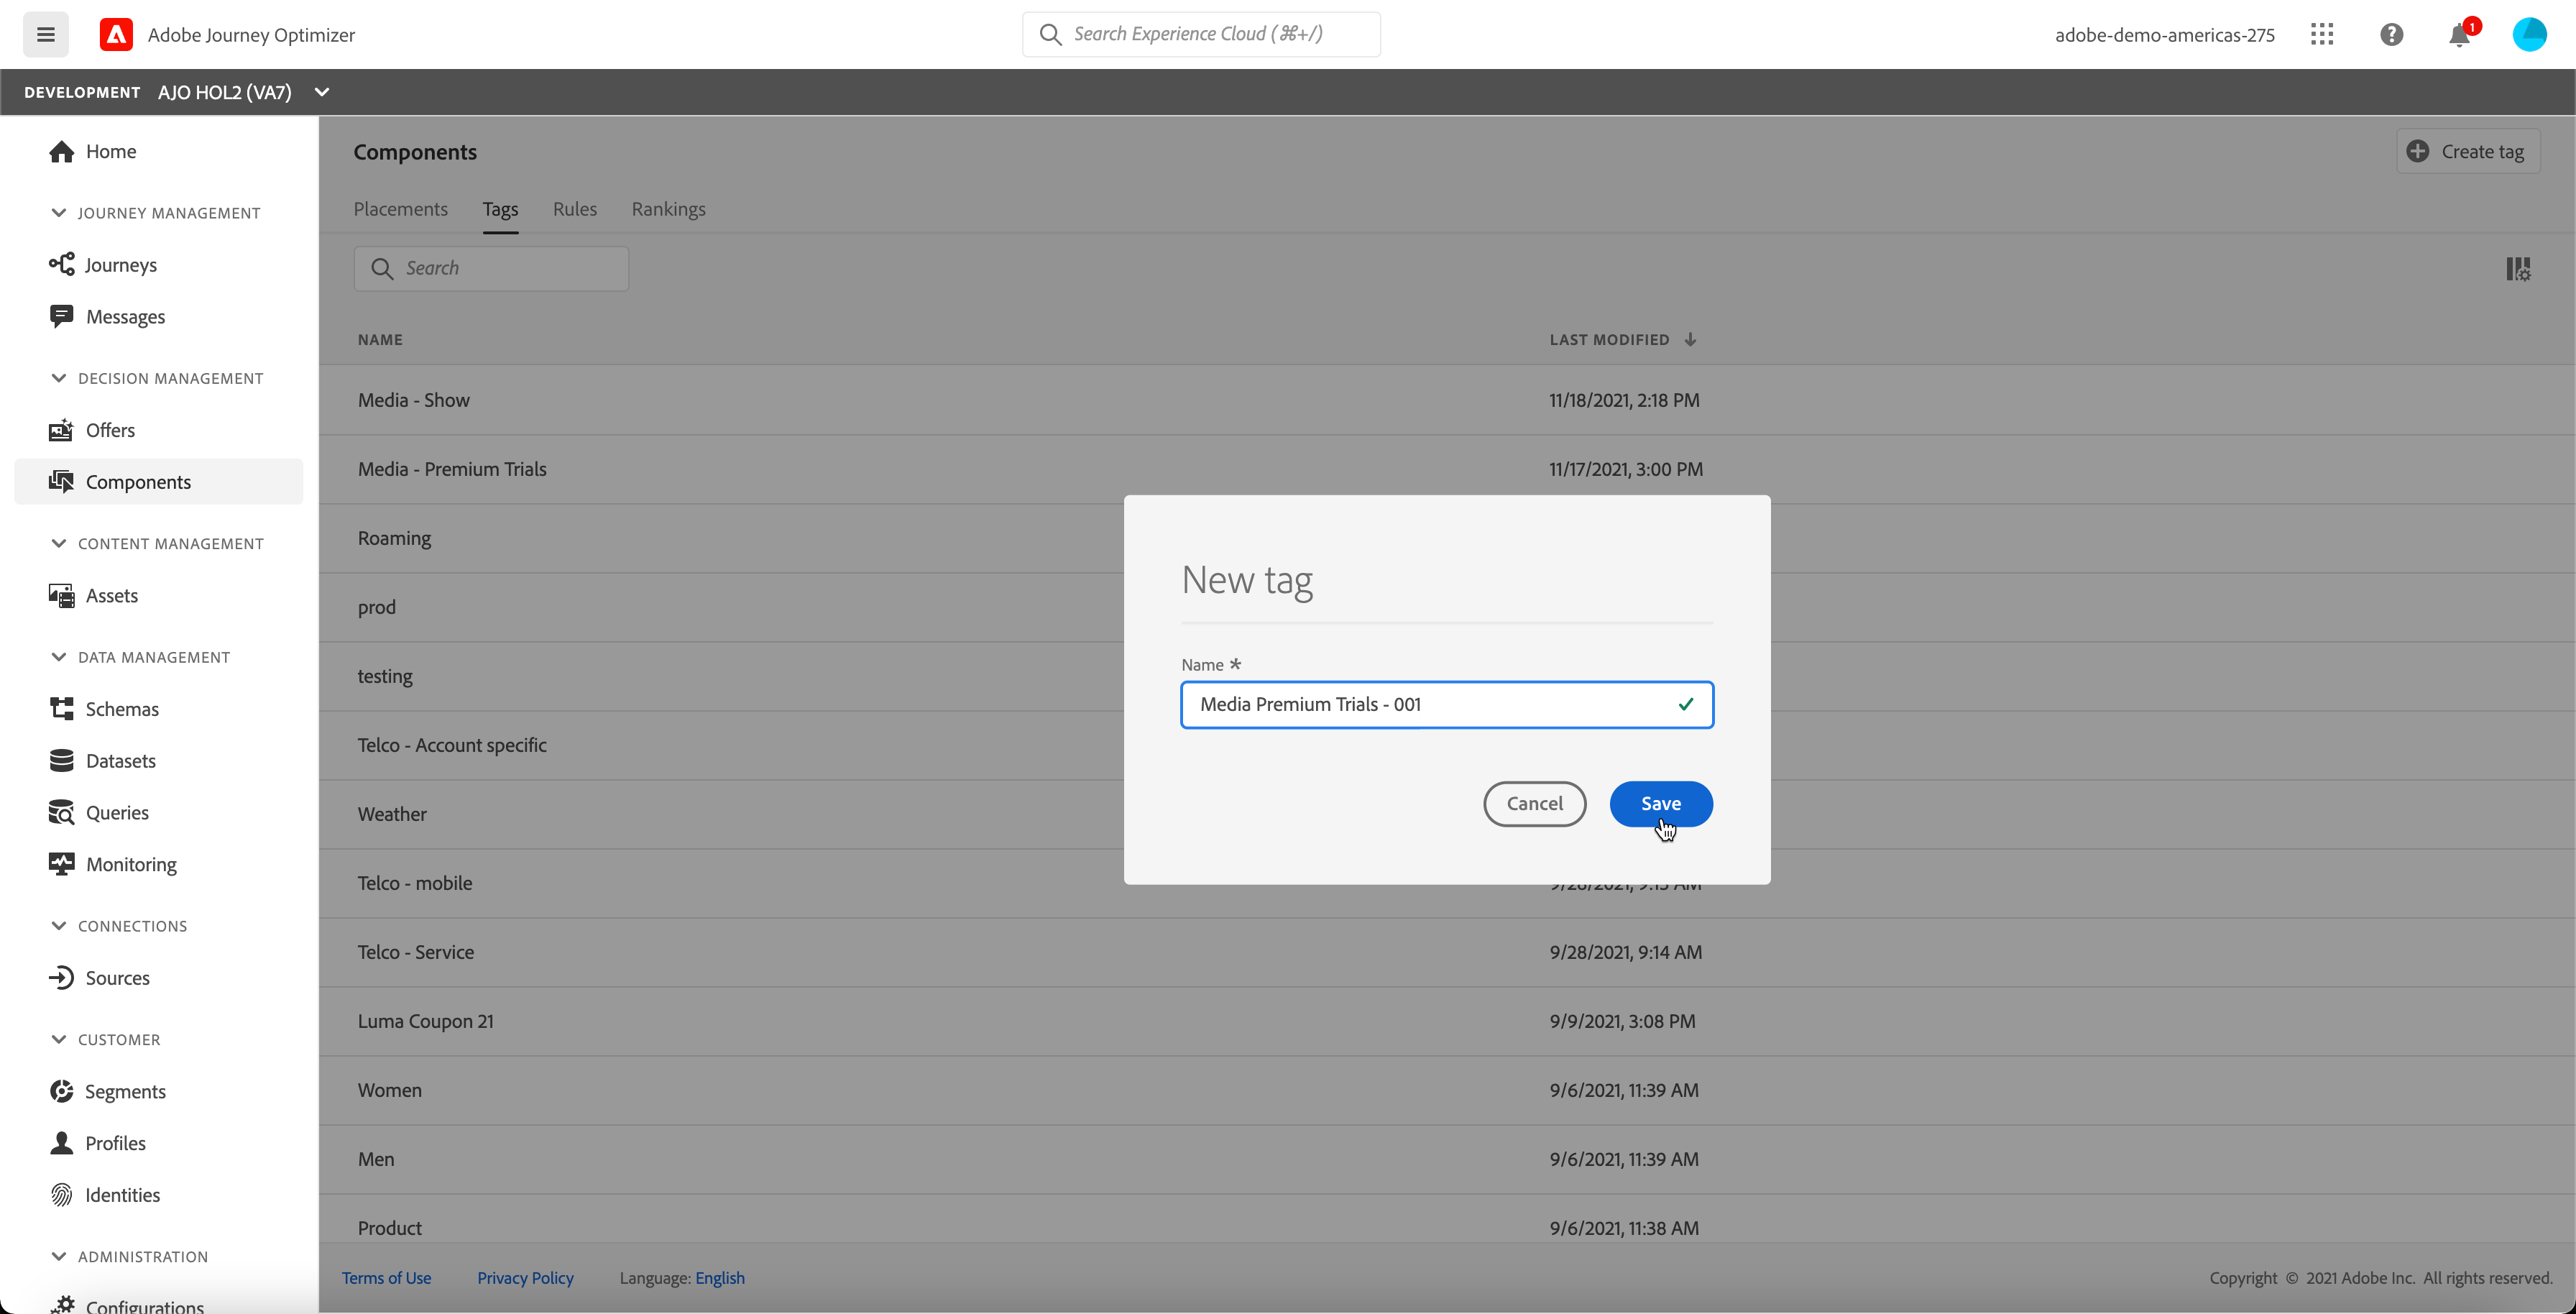 Adobe Journey Optimizer
Search Experience Cloud (⌘+/)
adobe-demo-americas-275
1
DEVELOPMENT AJO HOL2 (VA7)
Home
JOURNEY MANAGEMENT
Journeys
Messages
DECISION MANAGEMENT
Offers
Components
CONTENT MANAGEMENT
Assets
DATA MANAGEMENT
Schemas
Datasets
Queries
Monitoring
CONNECTIONS
Sources
CUSTOMER
Segments
Profiles
Identities
ADMINISTRATION
Configurations
Components
Create tag
Placements Tags Rules Rankings
Search
NAME LAST MODIFIED
Media - Show 11/18/2021, 2:18 PM
Media - Premium Trials 11/17/2021, 3:00 PM
Roaming
prod
testing
Telco - Account specific
Weather
Telco - mobile 9/28/2021, 9:15 AM
Telco - Service 9/28/2021, 9:14 AM
Luma Coupon 21 9/9/2021, 3:08 PM
Women 9/6/2021, 11:39 AM
Men 9/6/2021, 11:39 AM
Product 9/6/2021, 11:38 AM
New tag
Name *
Media Premium Trials - 001
Cancel Save
Terms of Use Privacy Policy Language: English
Copyright © 2021 Adobe Inc. All rights reserved.